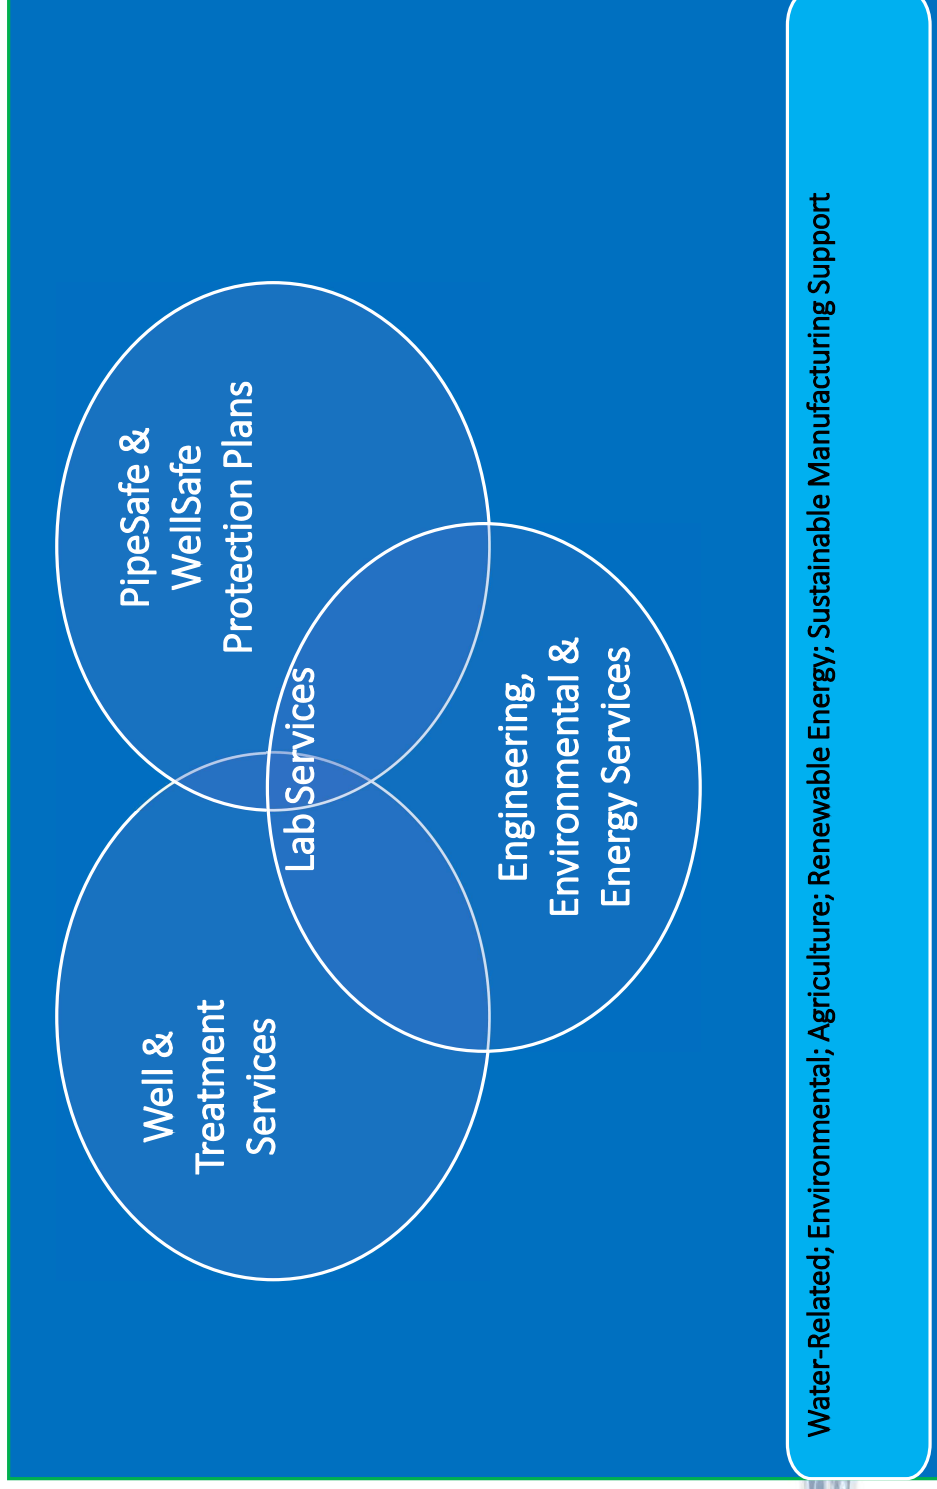 Well &
Treatment
Services
PipeSafe &
WellSafe
Protection Plans
Lab Services
Engineering,
Environmental &
Energy Services
Water-Related; Environmental; Agriculture; Renewable Energy; Sustainable Manufacturing Support